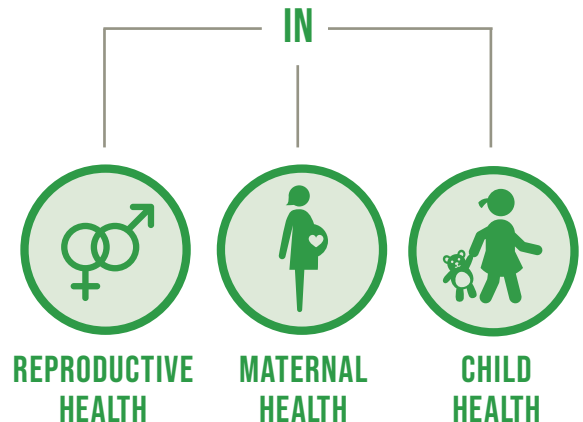 IN
REPRODUCTIVE
HEALTH
MATERNAL
HEALTH
CHILD
HEALTH